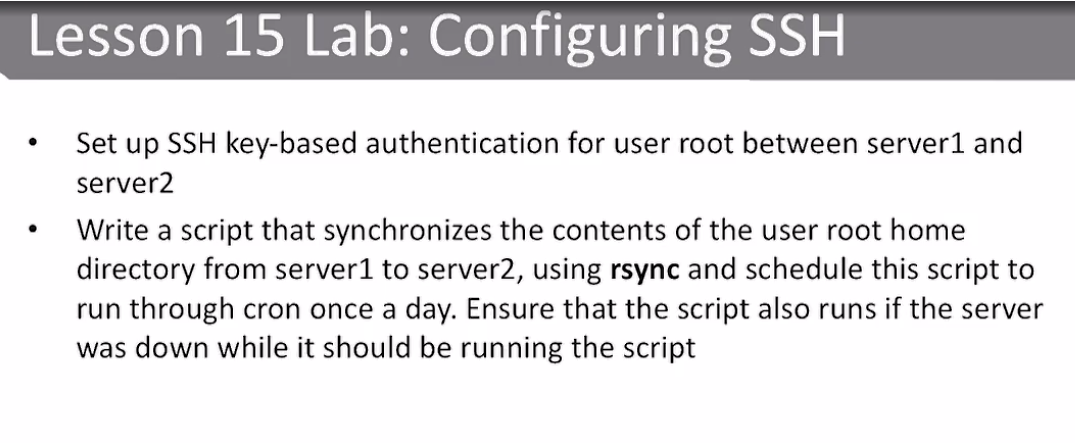 Lesson 15 Lab: Configuring SSH
• Set up SSH key-based authentication for user root between server1 and
server2
• Write a script that synchronizes the contents of the user root home
directory from server1 to server2, using rsync and schedule this script to
run through cron once a day. Ensure that the script also runs if the server
was down while it should be running the script